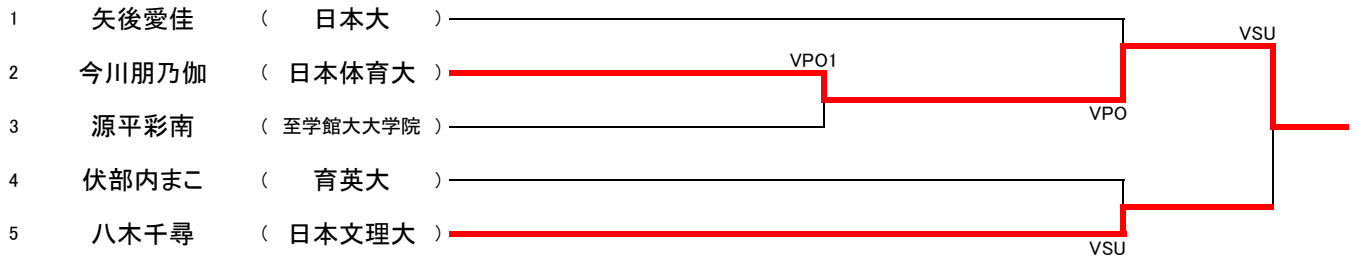 1 矢後愛佳 ( 日本大 )
VSU
2 今川朋乃伽 ( 日本体育大 ) VPO1
VPO
3 源平彩南 ( 至学館大大学院 )
4 伏部内まこ ( 育英大 )
5 八木千尋 ( 日本文理大 )
VSU